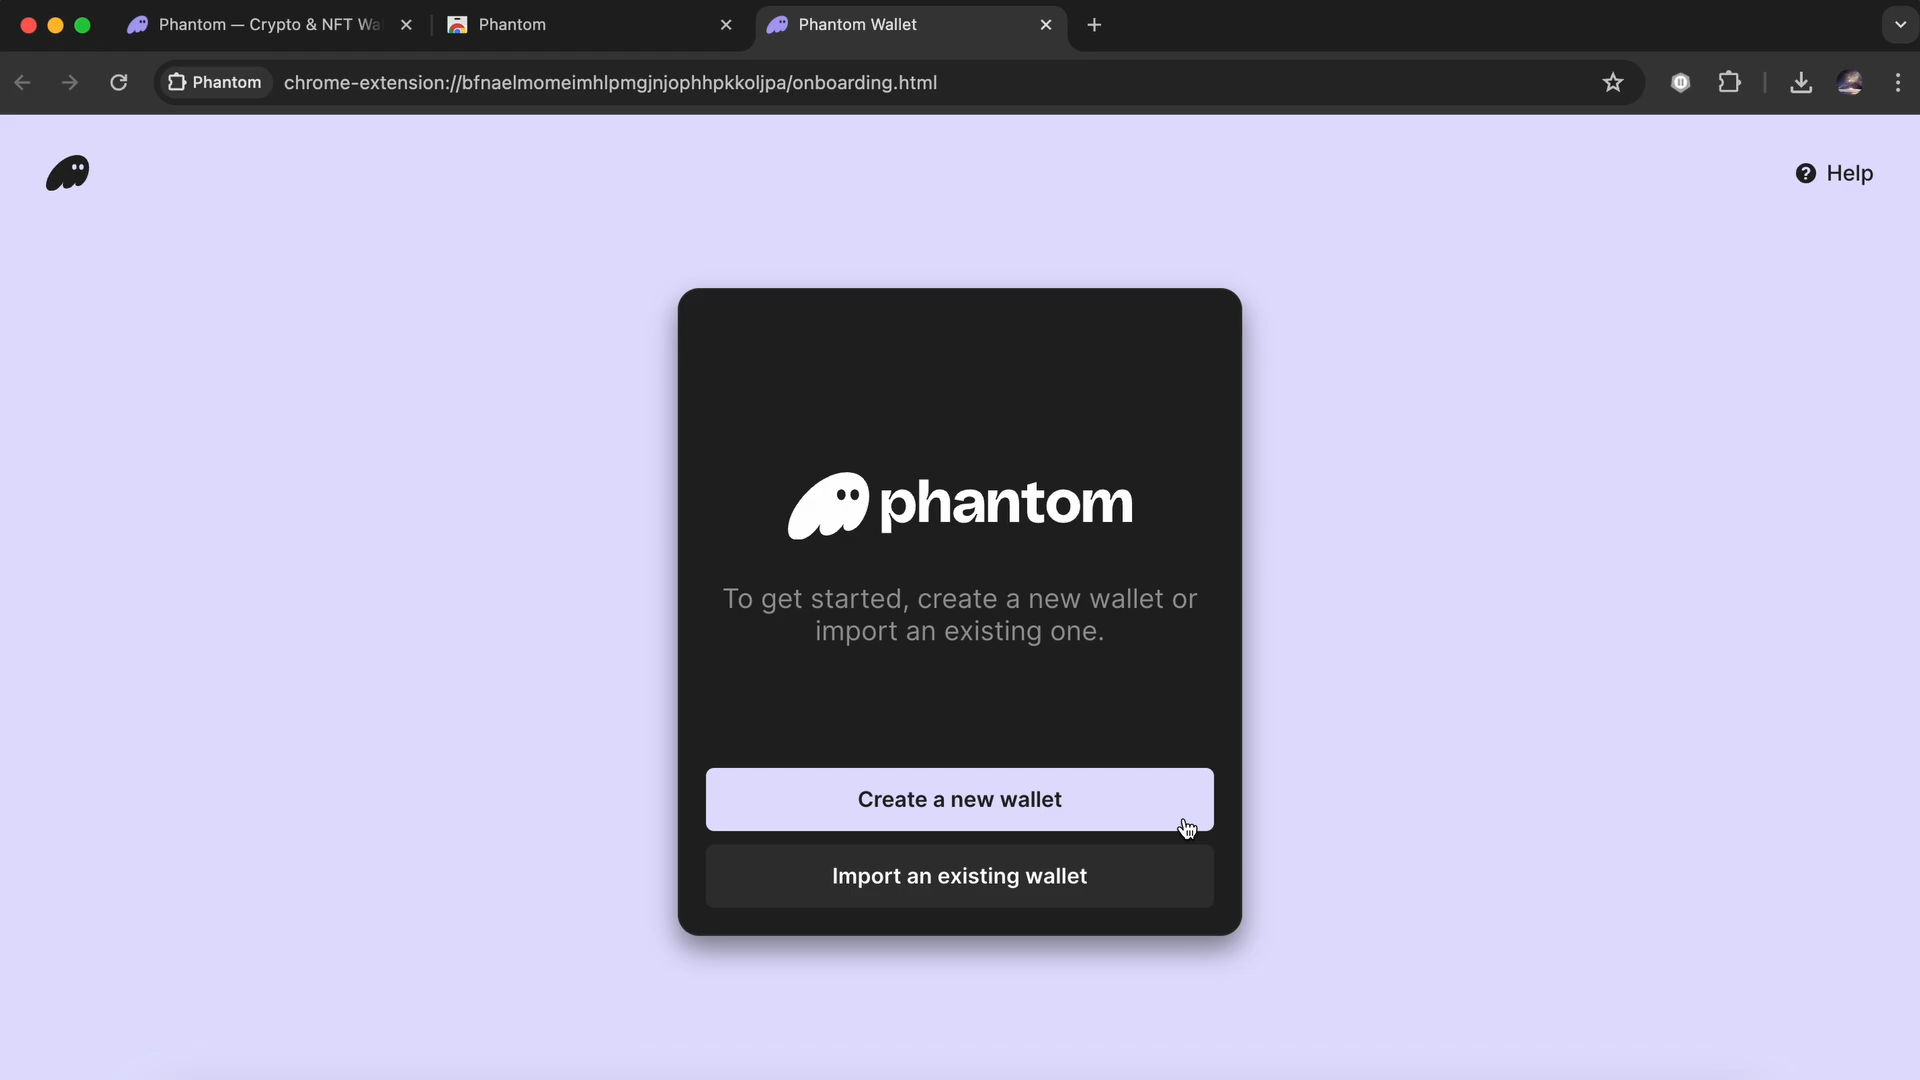 Phantom — Crypto & NFT Wa
Phantom
Phantom Wallet
Phantom
chrome-extension://bfnaelmomeimhlpmgjnjophhpkkoljpa/onboarding.html
Help
phantom
To get started, create a new wallet or
import an existing one.
Create a new wallet
Import an existing wallet